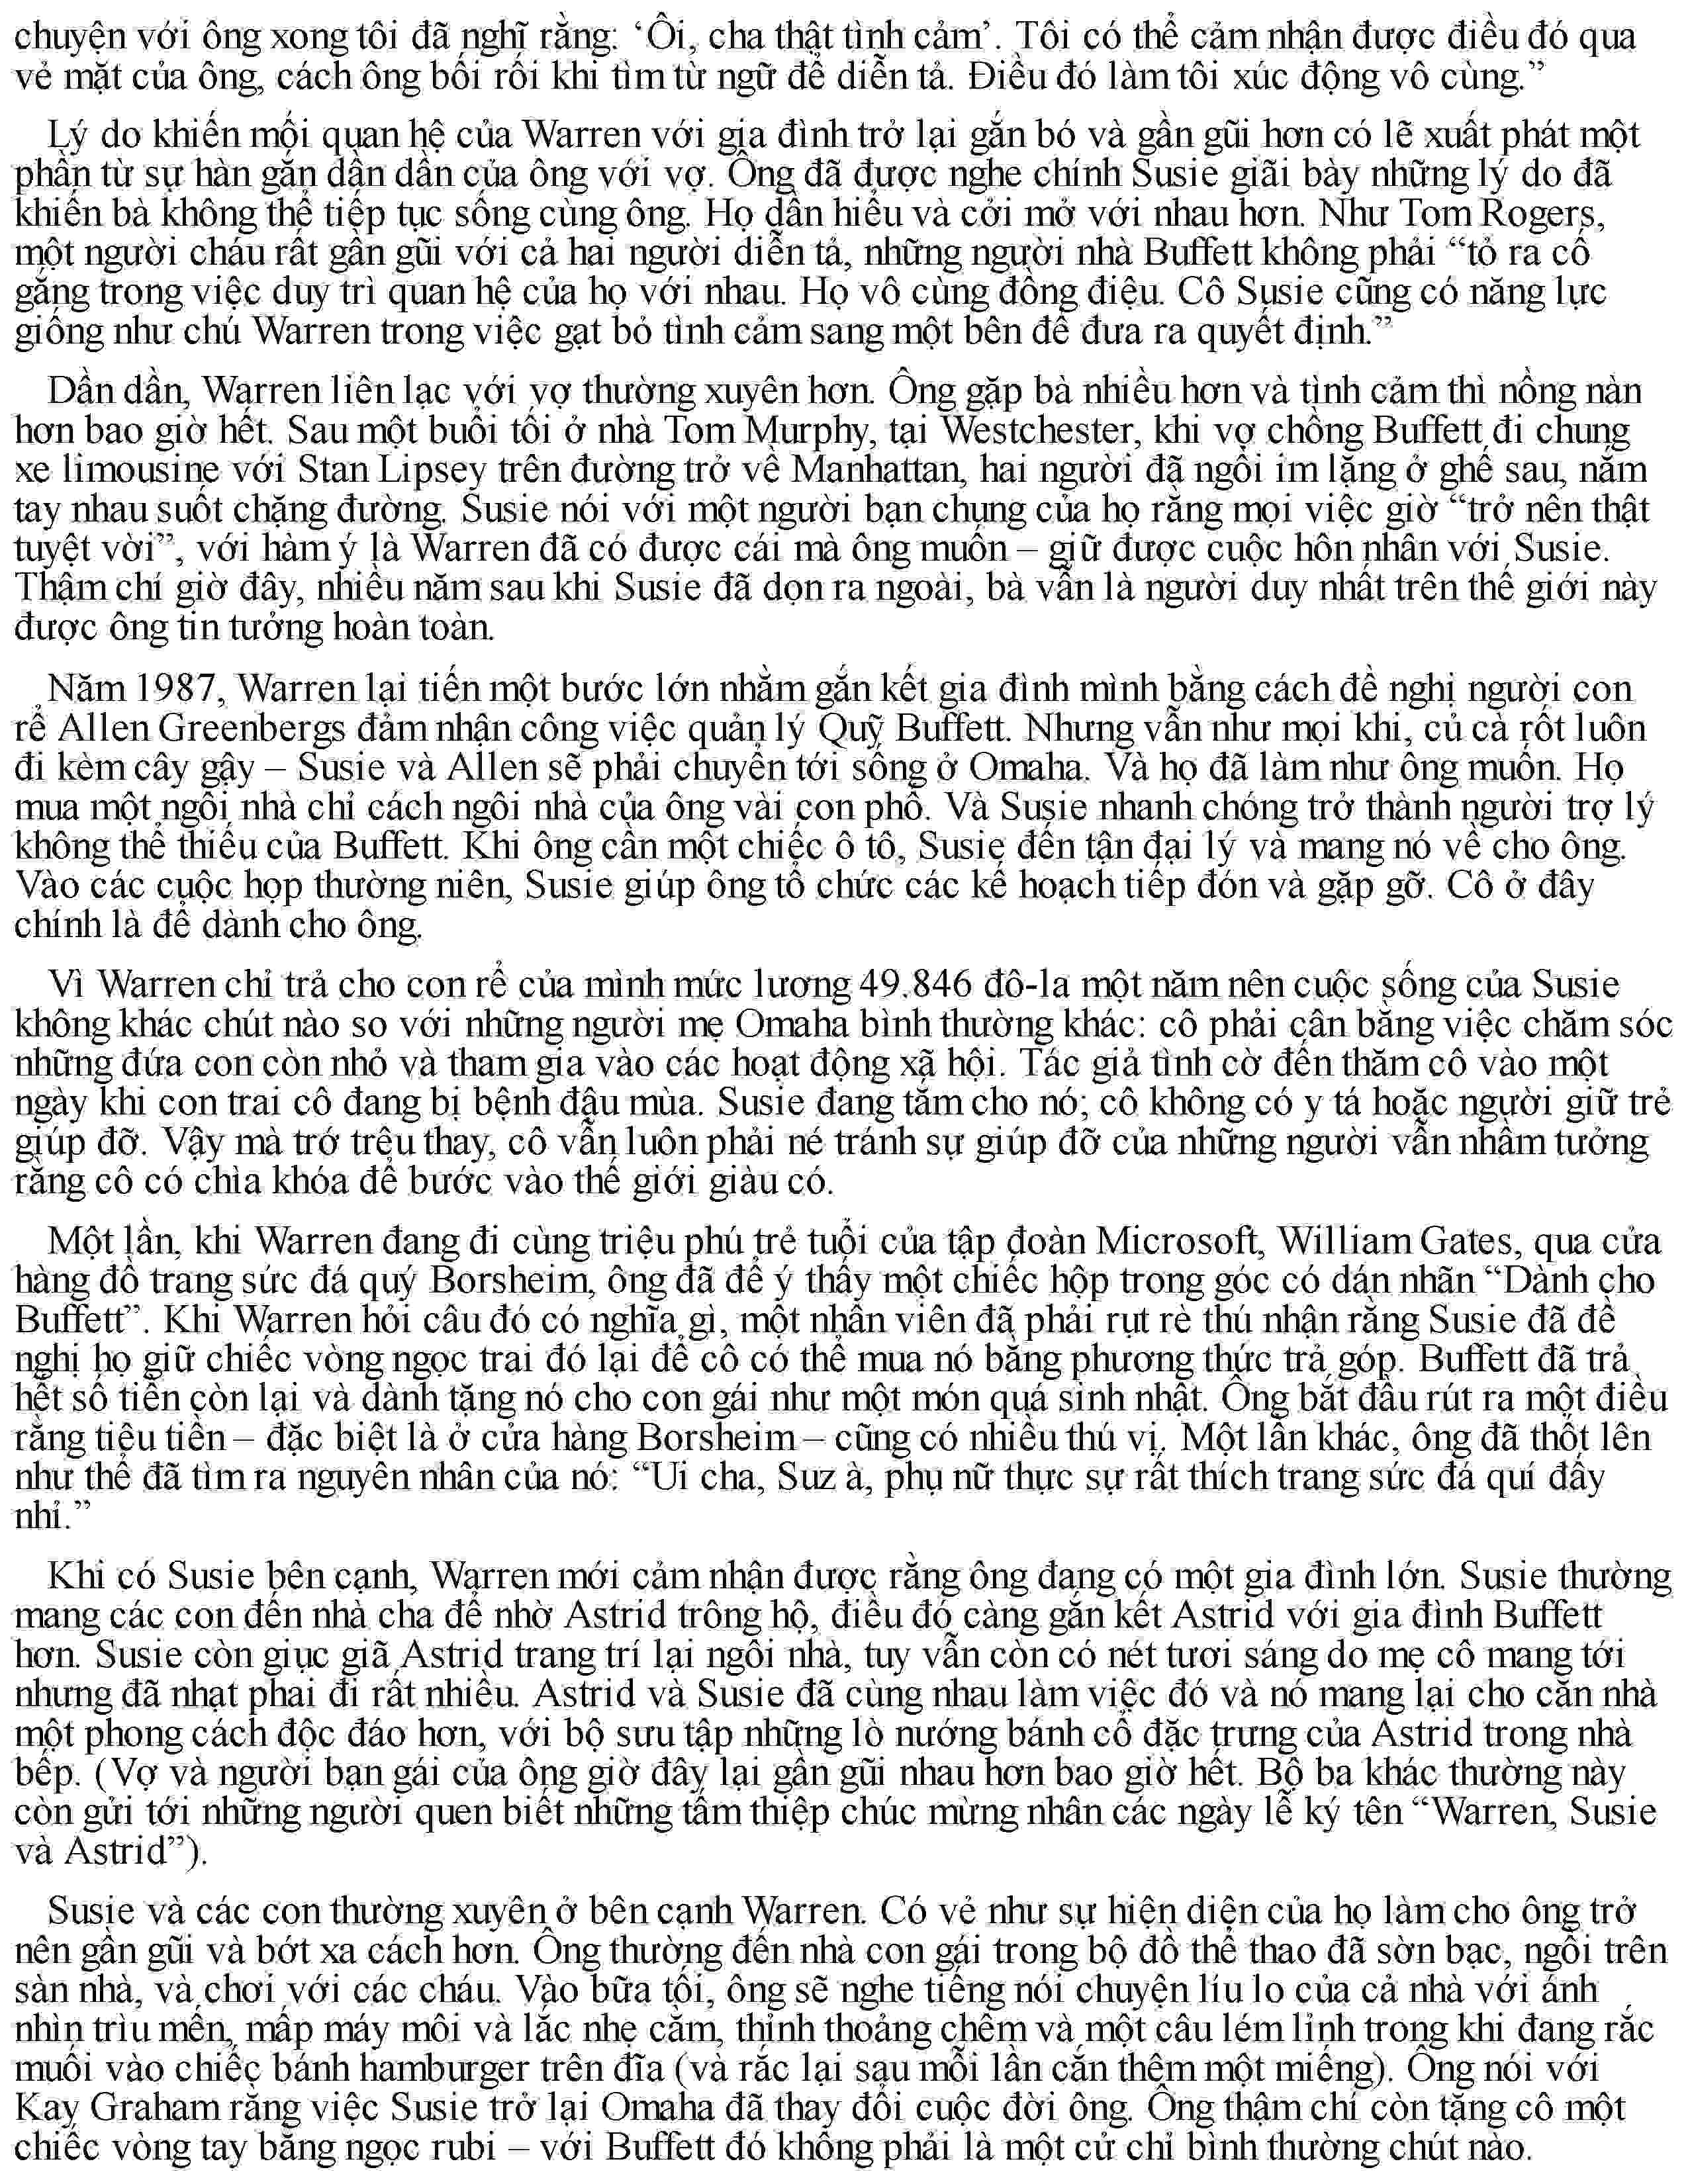 chuyện với ông xong tôi đã nghĩ rằng: ‘Ôi, cha thật tình cảm’. Tôi có thể cảm nhận được điều đó qua
vẻ mặt của ông, cách ông bối rối khi tìm từ ngữ để diễn tả. Điều đó làm tôi xúc động vô cùng.”
Lý do khiến mối quan hệ của Warren với gia đình trở lại gắn bó và gần gũi hơn có lẽ xuất phát một
phần từ sự hàn gắn dần dần của ông với vợ. Ông đã được nghe chính Susie giãi bày những lý do đã
khiến bà không thể tiếp tục sống cùng ông. Họ dần hiểu và cởi mở với nhau hơn. Như Tom Rogers,
một người cháu rất gần gũi với cả hai người diễn tả, những người nhà Buffett không phải “tỏ ra cố
gắng trong việc duy trì quan hệ của họ với nhau. Họ vô cùng đồng điệu. Cô Susie cũng có năng lực
giống như chú Warren trong việc gạt bỏ tình cảm sang một bên để đưa ra quyết định.”
Dần dần, Warren liên lạc với vợ thường xuyên hơn. Ông gặp bà nhiều hơn và tình cảm thì nồng nàn
hơn bao giờ hết. Sau một buổi tối ở nhà Tom Murphy, tại Westchester, khi vợ chồng Buffett đi chung
xe limousine với Stan Lipsey trên đường trở về Manhattan, hai người đã ngồi im lặng ở ghế sau, nắm
tay nhau suốt chặng đường. Susie nói với một người bạn chung của họ rằng mọi việc giờ “trở nên thật
tuyệt vời”, với hàm ý là Warren đã có được cái mà ông muốn – giữ được cuộc hôn nhân với Susie.
Thậm chí giờ đây, nhiều năm sau khi Susie đã dọn ra ngoài, bà vẫn là người duy nhất trên thế giới này
được ông tin tưởng hoàn toàn.
Năm 1987, Warren lại tiến một bước lớn nhằm gắn kết gia đình mình bằng cách đề nghị người con
rể Allen Greenbergs đảm nhận công việc quản lý Quỹ Buffett. Nhưng vẫn như mọi khi, củ cà rốt luôn
đi kèm cây gậy – Susie và Allen sẽ phải chuyển tới sống ở Omaha. Và họ đã làm như ông muốn. Họ
mua một ngôi nhà chỉ cách ngôi nhà của ông vài con phố. Và Susie nhanh chóng trở thành người trợ lý
không thể thiếu của Buffett. Khi ông cần một chiếc ô tô, Susie đến tận đại lý và mang nó về cho ông.
Vào các cuộc họp thường niên, Susie giúp ông tổ chức các kế hoạch tiếp đón và gặp gỡ. Cô ở đây
chính là để dành cho ông.
Vì Warren chỉ trả cho con rể của mình mức lương 49.846 đô-la một năm nên cuộc sống của Susie
không khác chút nào so với những người mẹ Omaha bình thường khác: cô phải cân bằng việc chăm sóc
những đứa con còn nhỏ và tham gia vào các hoạt động xã hội. Tác giả tình cờ đến thăm cô vào một
ngày khi con trai cô đang bị bệnh đậu mùa. Susie đang tắm cho nó; cô không có y tá hoặc người giữ trẻ
giúp đỡ. Vậy mà trớ trêu thay, cô vẫn luôn phải né tránh sự giúp đỡ của những người vẫn nhầm tưởng
rằng cô có chìa khóa để bước vào thế giới giàu có.
Một lần, khi Warren đang đi cùng triệu phú trẻ tuổi của tập đoàn Microsoft, William Gates, qua cửa
hàng đồ trang sức đá quý Borsheim, ông đã để ý thấy một chiếc hộp trong góc có dán nhãn “Dành cho
Buffett”. Khi Warren hỏi câu đó có nghĩa gì, một nhân viên đã phải rụt rè thú nhận rằng Susie đã đề
nghị họ giữ chiếc vòng ngọc trai đó lại để cô có thể mua nó bằng phương thức trả góp. Buffett đã trả
hết số tiền còn lại và dành tặng nó cho con gái như một món quá sinh nhật. Ông bắt đầu rút ra một điều
rằng tiêu tiền – đặc biệt là ở cửa hàng Borsheim – cũng có nhiều thú vị. Một lần khác, ông đã thốt lên
như thể đã tìm ra nguyên nhân của nó: “Ui cha, Suz à, phụ nữ thực sự rất thích trang sức đá quí đấy
nhỉ.”
Khi có Susie bên cạnh, Warren mới cảm nhận được rằng ông đang có một gia đình lớn. Susie thường
mang các con đến nhà cha để nhờ Astrid trông hộ, điều đó càng gắn kết Astrid với gia đình Buffett
hơn. Susie còn giục giã Astrid trang trí lại ngôi nhà, tuy vẫn còn có nét tươi sáng do mẹ cô mang tới
nhưng đã nhạt phai đi rất nhiều. Astrid và Susie đã cùng nhau làm việc đó và nó mang lại cho căn nhà
một phong cách độc đáo hơn, với bộ sưu tập những lò nướng bánh cổ đặc trưng của Astrid trong nhà
bếp. (Vợ và người bạn gái của ông giờ đây lại gần gũi nhau hơn bao giờ hết. Bộ ba khác thường này
còn gửi tới những người quen biết những tấm thiệp chúc mừng nhân các ngày lễ ký tên “Warren, Susie
và Astrid”).
Susie và các con thường xuyên ở bên cạnh Warren. Có vẻ như sự hiện diện của họ làm cho ông trở
nên gần gũi và bớt xa cách hơn. Ông thường đến nhà con gái trong bộ đồ thể thao đã sờn bạc, ngồi trên
sàn nhà, và chơi với các cháu. Vào bữa tối, ông sẽ nghe tiếng nói chuyện líu lo của cả nhà với ánh
nhìn trìu mến, mấp máy môi và lắc nhẹ cằm, thỉnh thoảng chêm và một câu lém lỉnh trong khi đang rắc
muối vào chiếc bánh hamburger trên đĩa (và rắc lại sau mỗi lần cắn thêm một miếng). Ông nói với
Kay Graham rằng việc Susie trở lại Omaha đã thay đổi cuộc đời ông. Ông thậm chí còn tặng cô một
chiếc vòng tay bằng ngọc rubi – với Buffett đó không phải là một cử chỉ bình thường chút nào.